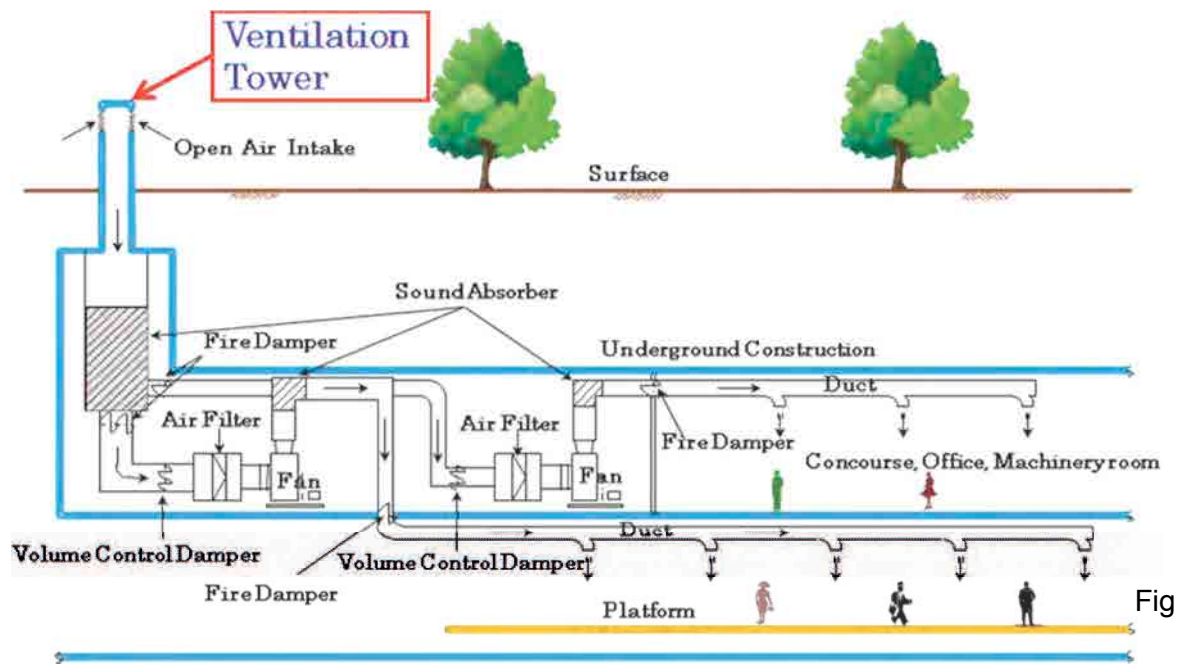 Ventilation
Tower
Open Air Intake
Surface
Sound Absorber
Fire Damper
Underground Construction
Duct
Air Filter
Air Filter
Fire Damper
Fan
Fan
Concourse, Office, Machinery room
Duct
Volume Control Damper
Volume Control Damper
Fire Damper
Platform
Fig